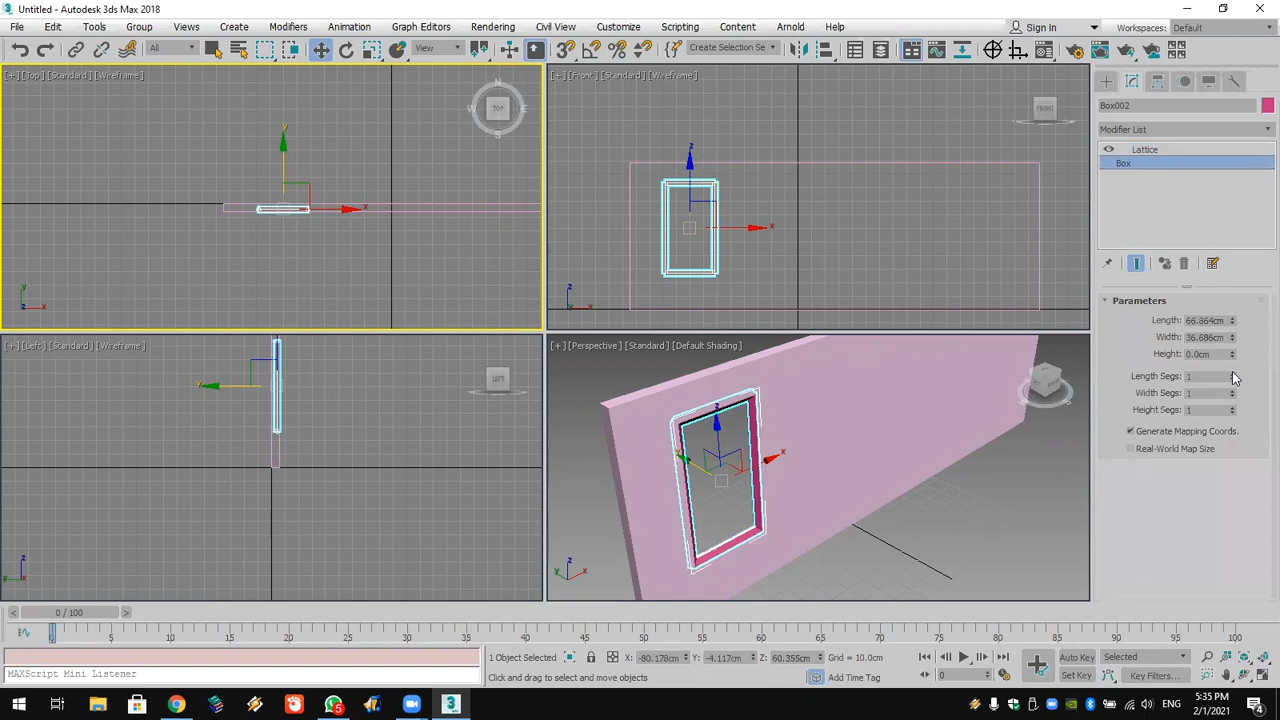 Untitled - Autodesk 3ds Max 2018
File Edit Tools Group Views Create Modifiers Animation Graph Editors Rendering Civil View Customize Scripting Content Arnold Help Sign In Workspaces: Default
All View Create Selection Se
[+] [Top] [Standard] [Wireframe]
N
W TOP E
S
y
x
y
z x
[+] [Front] [Standard] [Wireframe]
FRONT
z
x
z
x
[+] [Left] [Standard] [Wireframe]
LEFT
y
z
y
[+] [Perspective] [Standard] [Default Shading]
z
x
z
y x
Box002
Modifier List
Lattice
Box
Parameters
Length: 66.864cm
Width: 36.686cm
Height: 0.0cm
Length Segs: 1
Width Segs: 1
Height Segs: 1
Generate Mapping Coords.
Real-World Map Size
0 / 100
5 10 15 20 25 30 35 40 45 50 55 60 65 70 75 80 85 90 95 100
1 Object Selected X: -80.178cm Y: -4.117cm Z: 60.355cm Grid = 10.0cm Auto Key Selected
MAXScript Mini Listener Click and drag to select and move objects Add Time Tag 0 Set Key Key Filters...
5:35 PM
2/1/2021
5
3
4